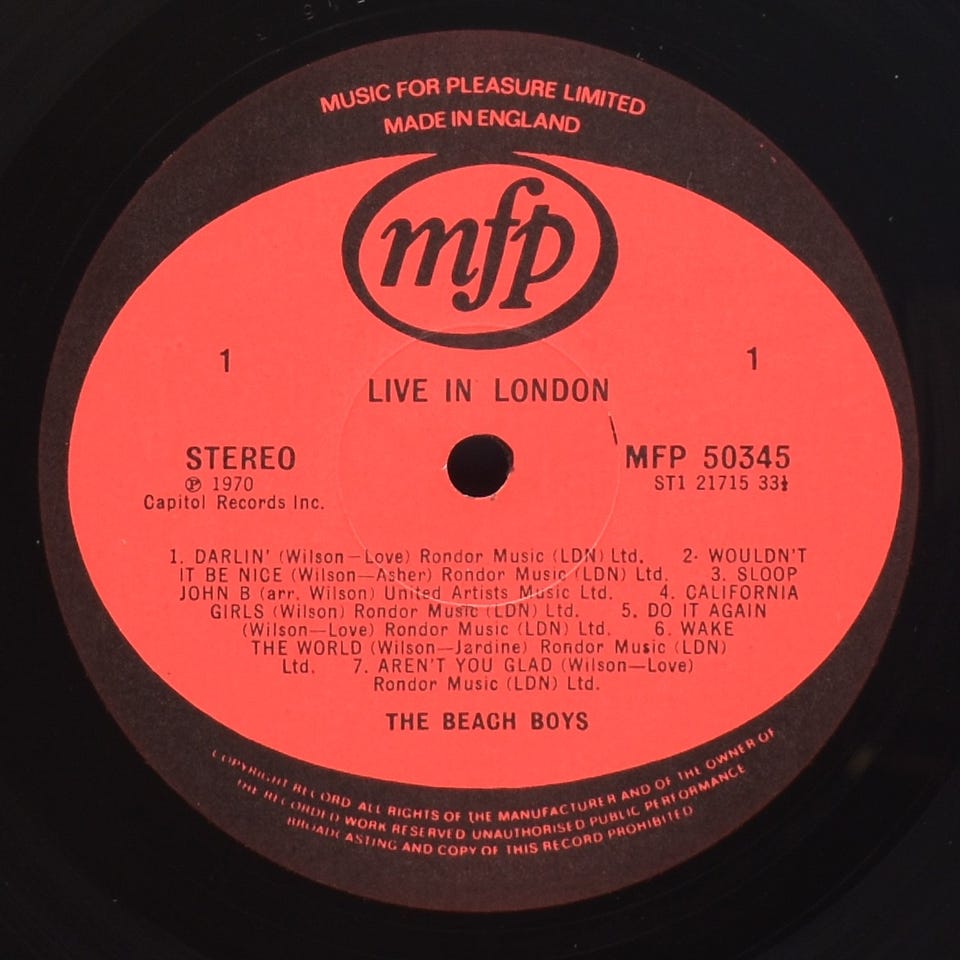 MUSIC FOR PLEASURE LIMITED
MADE IN ENGLAND
mfp
1
1
LIVE IN LONDON
STEREO
MFP 50345
℗ 1970
ST1 21715 33⅓
Capitol Records Inc.
1. DARLIN' (Wilson—Love) Rondor Music (LDN) Ltd. 2. WOULDN'T
IT BE NICE (Wilson—Asher) Rondor Music (LDN) Ltd. 3. SLOOP
JOHN B (arr. Wilson) United Artists Music Ltd. 4. CALIFORNIA
GIRLS (Wilson) Rondor Music (LDN) Ltd. 5. DO IT AGAIN
(Wilson—Love) Rondor Music (LDN) Ltd. 6. WAKE
THE WORLD (Wilson—Jardine) Rondor Music (LDN)
Ltd. 7. AREN'T YOU GLAD (Wilson—Love)
Rondor Music (LDN) Ltd.
THE BEACH BOYS
COPYRIGHT RECORD ALL RIGHTS OF THE MANUFACTURER AND OF THE OWNER OF
THE RECORDED WORK RESERVED UNAUTHORISED PUBLIC PERFORMANCE
BROADCASTING AND COPY OF THIS RECORD PROHIBITED